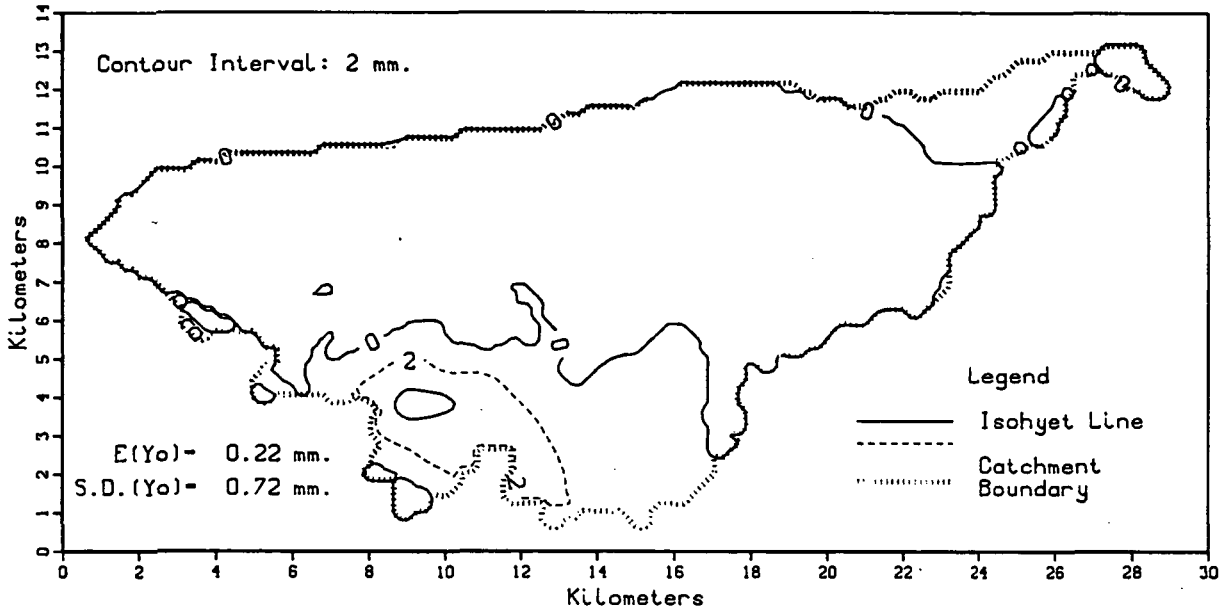 Contour Interval: 2 mm.
E(Yo)= 0.22 mm.
S.D.(Yo)= 0.72 mm.
Legend
Isohyet Line
Catchment
Boundary
Kilometers
14
13
12
11
10
9
8
7
6
5
4
3
2
1
0
0 2 4 6 8 10 12 14 16 18 20 22 24 26 28 30
Kilometers
0
0
0
0
0
0
0
0
0
0
0
2
2